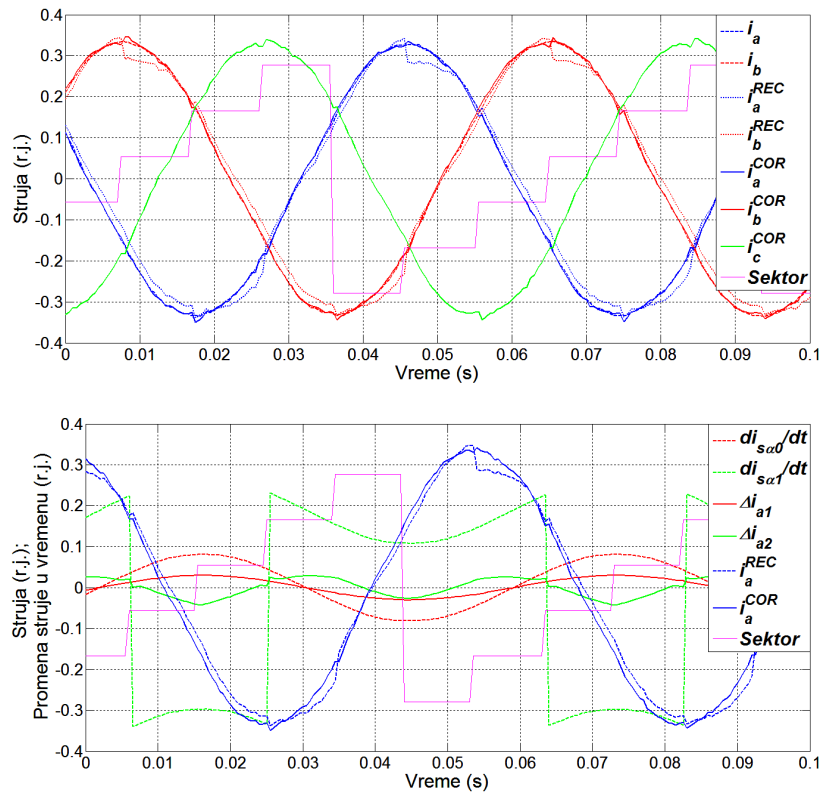 0.4
0.3
0.2
0.1
0
-0.1
-0.2
-0.3
-0.4
Struja (r.j.)
0 0.01 0.02 0.03 0.04 0.05 0.06 0.07 0.08 0.09 0.1
Vreme (s)
i_a
i_b
i_a^REC
i_b^REC
i_a^COR
i_b^COR
i_c^COR
Sektor
0.4
0.3
0.2
0.1
0
-0.1
-0.2
-0.3
-0.4
Struja (r.j.);
Promena struje u vremenu (r.j.)
0 0.01 0.02 0.03 0.04 0.05 0.06 0.07 0.08 0.09 0.1
Vreme (s)
di_sα0/dt
di_sα1/dt
Δi_a1
Δi_a2
i_a^REC
i_a^COR
Sektor